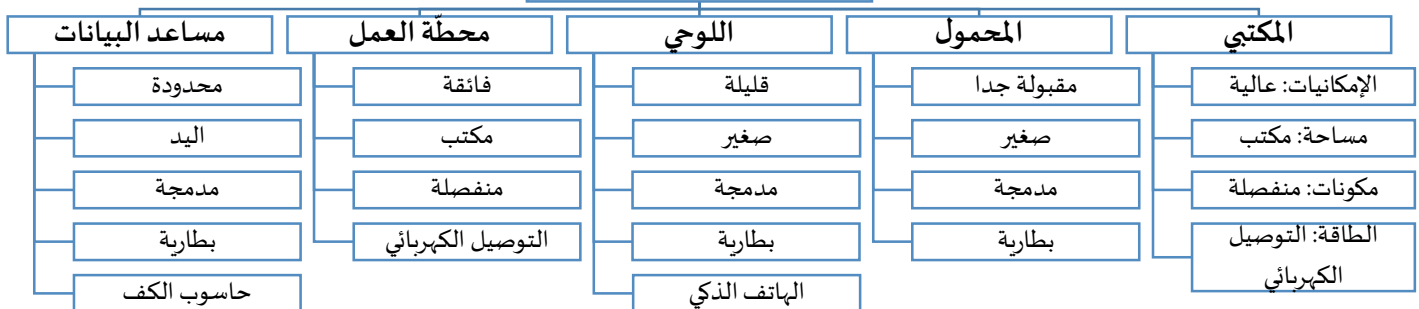 المكتبي
الإمكانيات: عالية
مساحة: مكتب
مكونات: منفصلة
الطاقة: التوصيل
الكهربائي
المحمول
مقبولة جدا
صغير
مدمجة
بطارية
اللوحي
قليلة
صغير
مدمجة
بطارية
الهاتف الذكي
محطّة العمل
فائقة
مكتب
منفصلة
التوصيل الكهربائي
مساعد البيانات
محدودة
اليد
مدمجة
بطارية
حاسوب الكف